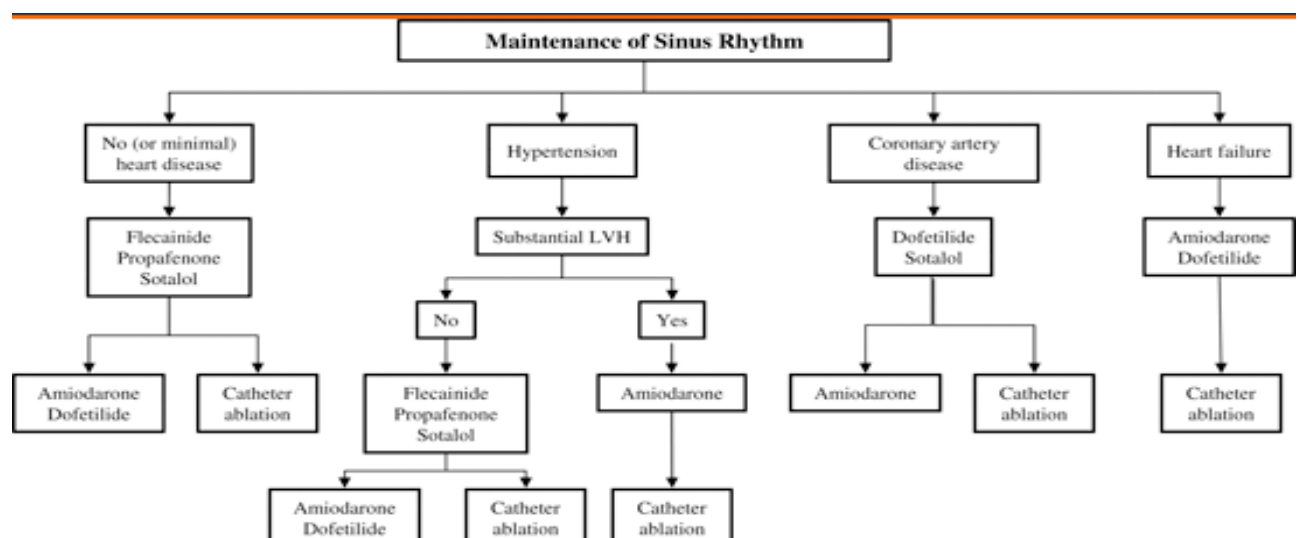 Maintenance of Sinus Rhythm
No (or minimal)
heart disease
Hypertension
Coronary artery
disease
Heart failure
Flecainide
Propafenone
Sotalol
Substantial LVH
Dofetilide
Sotalol
Amiodarone
Dofetilide
No
Yes
Amiodarone
Dofetilide
Catheter
ablation
Flecainide
Propafenone
Sotalol
Amiodarone
Amiodarone
Catheter
ablation
Catheter
ablation
Amiodarone
Dofetilide
Catheter
ablation
Catheter
ablation